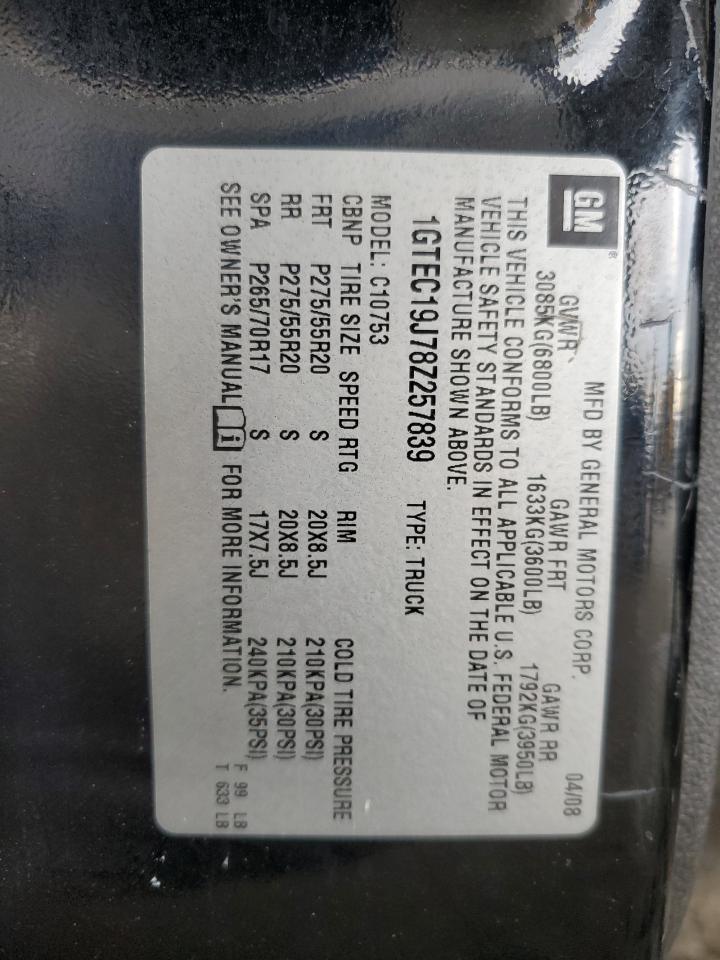 GM ®
MFD BY GENERAL MOTORS CORP. 04/08
GVWR GAWR FRT GAWR RR
3085KG(6800LB) 1633KG(3600LB) 1792KG(3950LB)
THIS VEHICLE CONFORMS TO ALL APPLICABLE U.S. FEDERAL MOTOR
VEHICLE SAFETY STANDARDS IN EFFECT ON THE DATE OF
MANUFACTURE SHOWN ABOVE.
1GTEC19J78Z257839 TYPE: TRUCK
MODEL: C10753
CBNP TIRE SIZE SPEED RTG RIM COLD TIRE PRESSURE
FRT P275/55R20 S 20X8.5J 210KPA(30PSI)
RR P275/55R20 S 20X8.5J 210KPA(30PSI)
SPA P265/70R17 S 17X7.5J 240KPA(35PSI)
SEE OWNER'S MANUAL FOR MORE INFORMATION.
F 99 LB
T 633 LB